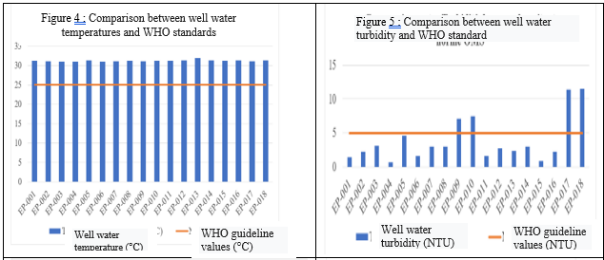 Figure 4.: Comparison between well water
temperatures and WHO standards
25
20
15
10
5
0
EP-001
EP-002
EP-003
EP-004
EP-005
EP-006
EP-007
EP-008
EP-009
EP-010
EP-011
EP-012
EP-013
EP-014
EP-015
EP-016
EP-017
EP-018
Well water
temperature (°C)
WHO guideline
values (°C)
Figure 5.: Comparison between well water
turbidity and WHO standard
15
10
5
0
EP-001
EP-002
EP-003
EP-004
EP-005
EP-006
EP-007
EP-008
EP-009
EP-010
EP-011
EP-012
EP-013
EP-014
EP-015
EP-016
EP-017
EP-018
Well water
turbidity (NTU)
WHO guideline
values (NTU)